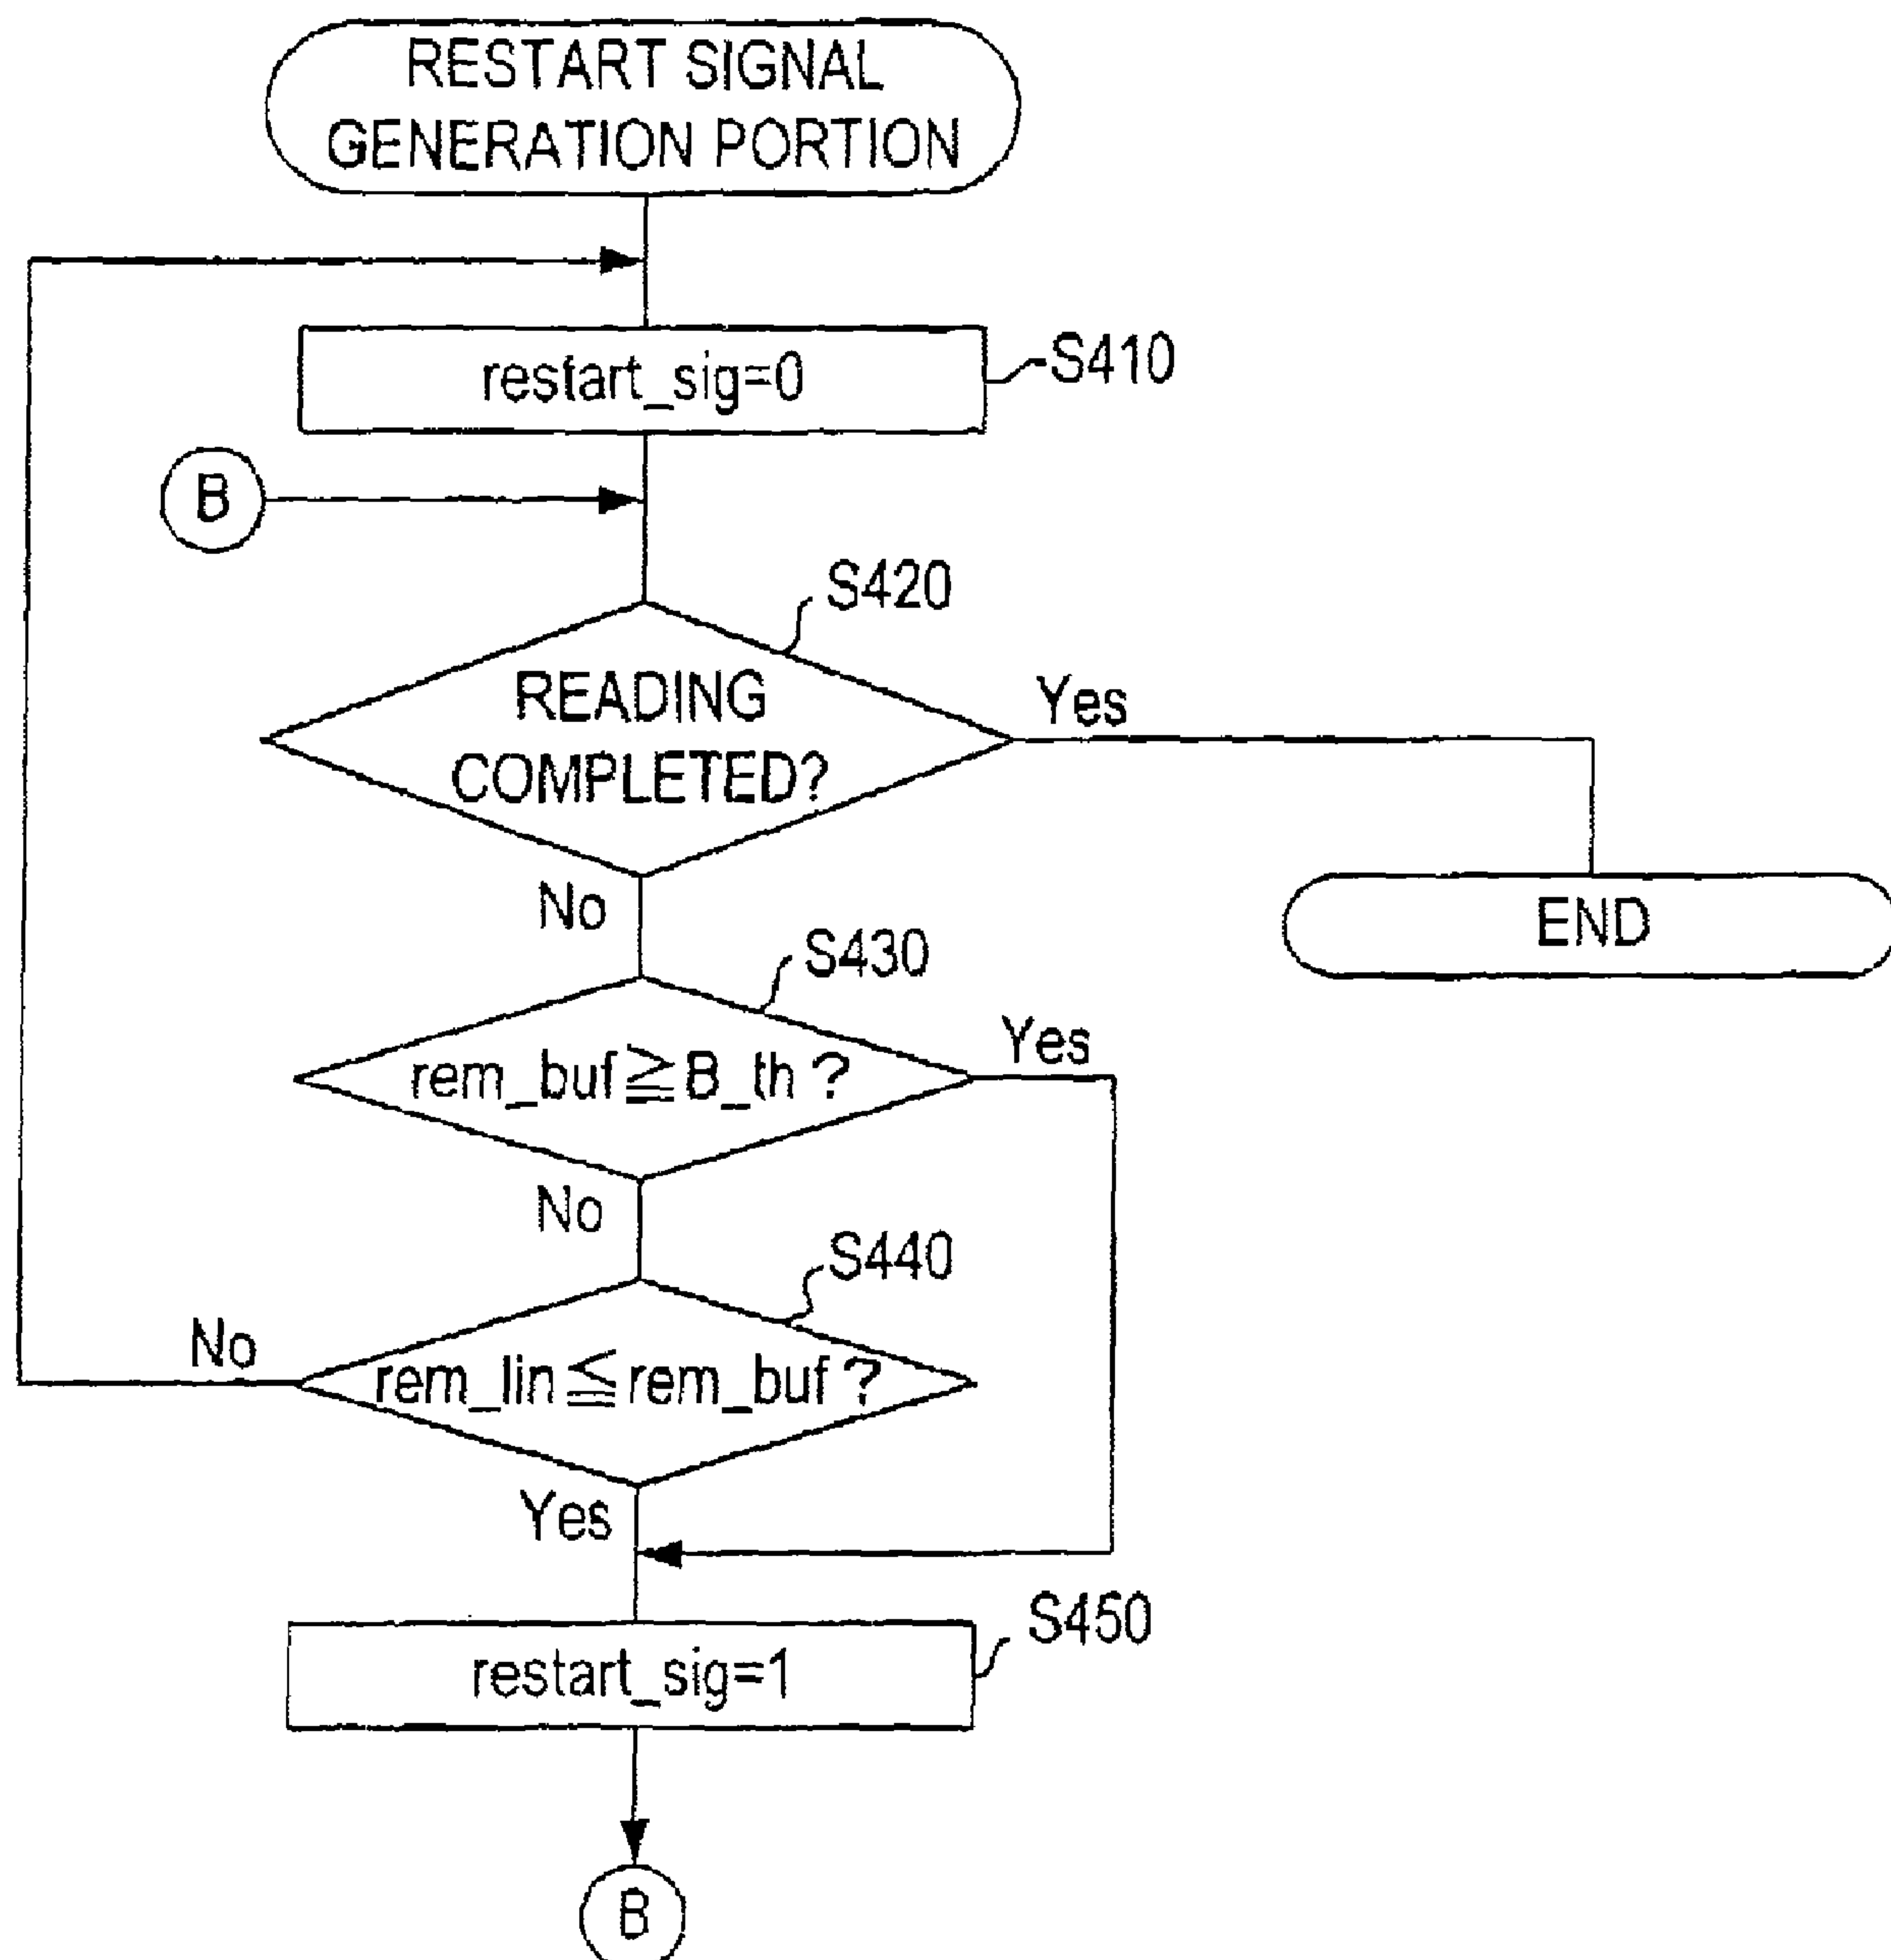 RESTART SIGNAL
GENERATION PORTION
restart_sig=0
S410
B
S420
READING
COMPLETED?
Yes
No
END
S430
rem_buf≧B_th ?
Yes
No
S440
rem_lin≦rem_buf ?
No
Yes
S450
restart_sig=1
B